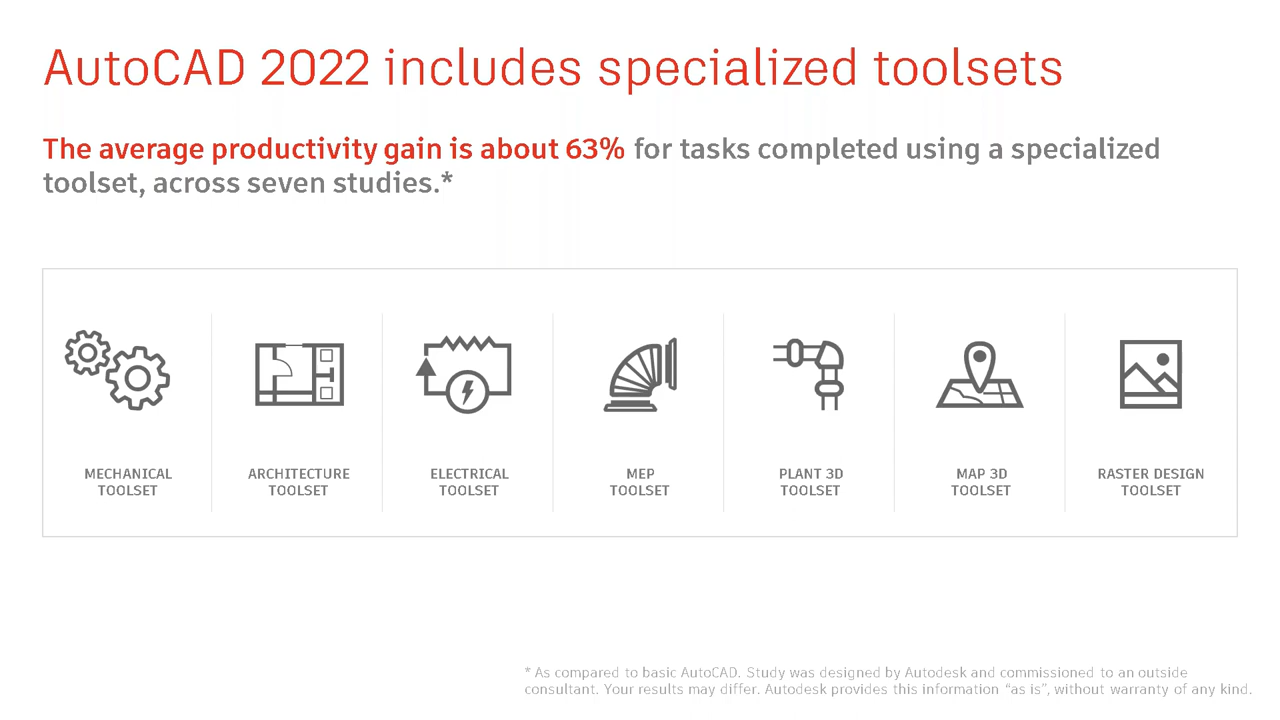 AutoCAD 2022 includes specialized toolsets
The average productivity gain is about 63% for tasks completed using a specialized
toolset, across seven studies.*
MECHANICAL
TOOLSET
ARCHITECTURE
TOOLSET
ELECTRICAL
TOOLSET
MEP
TOOLSET
PLANT 3D
TOOLSET
MAP 3D
TOOLSET
RASTER DESIGN
TOOLSET
* As compared to basic AutoCAD. Study was designed by Autodesk and commissioned to an outside
consultant. Your results may differ. Autodesk provides this information “as is”, without warranty of any kind.